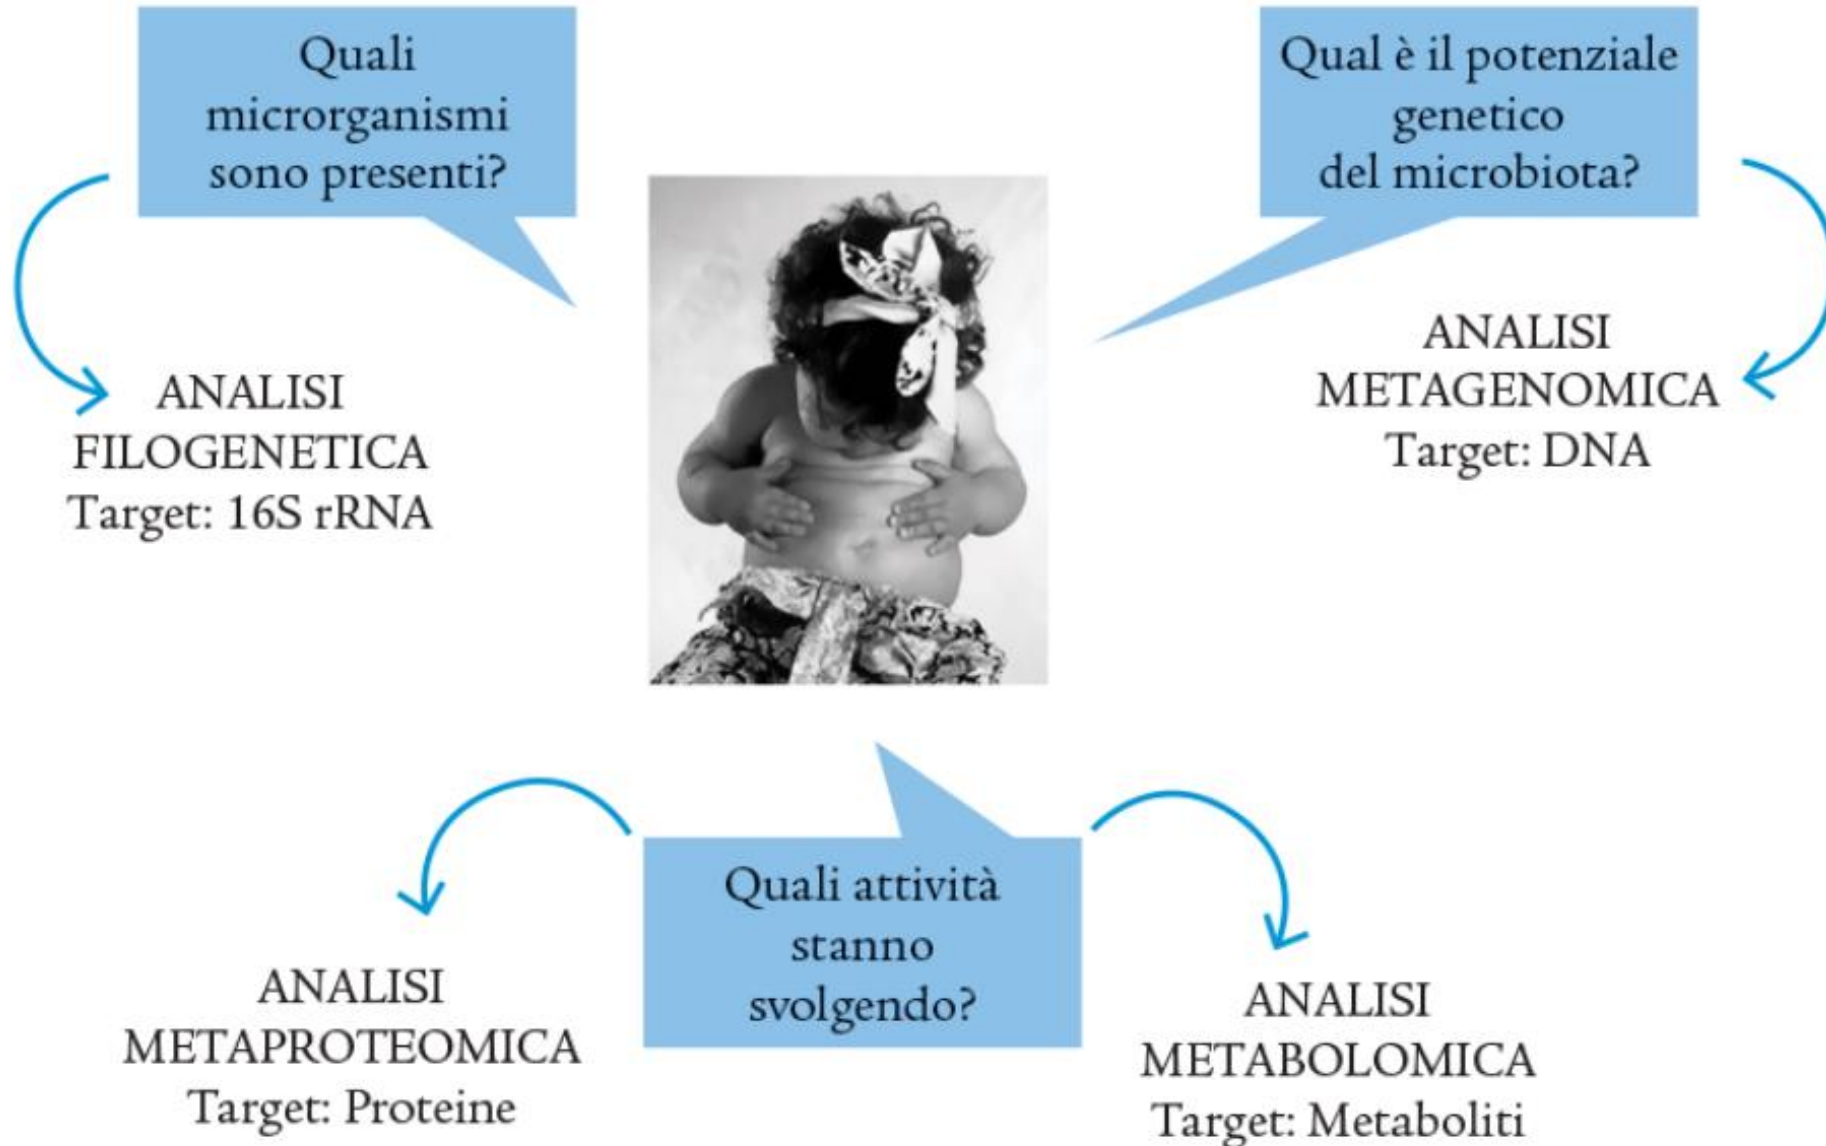 Quali
microrganismi
sono presenti?
Qual è il potenziale
genetico
del microbiota?
ANALISI
FILOGENETICA
Target: 16S rRNA
ANALISI
METAGENOMICA
Target: DNA
Quali attività
stanno
svolgendo?
ANALISI
METAPROTEOMICA
Target: Proteine
ANALISI
METABOLOMICA
Target: Metaboliti